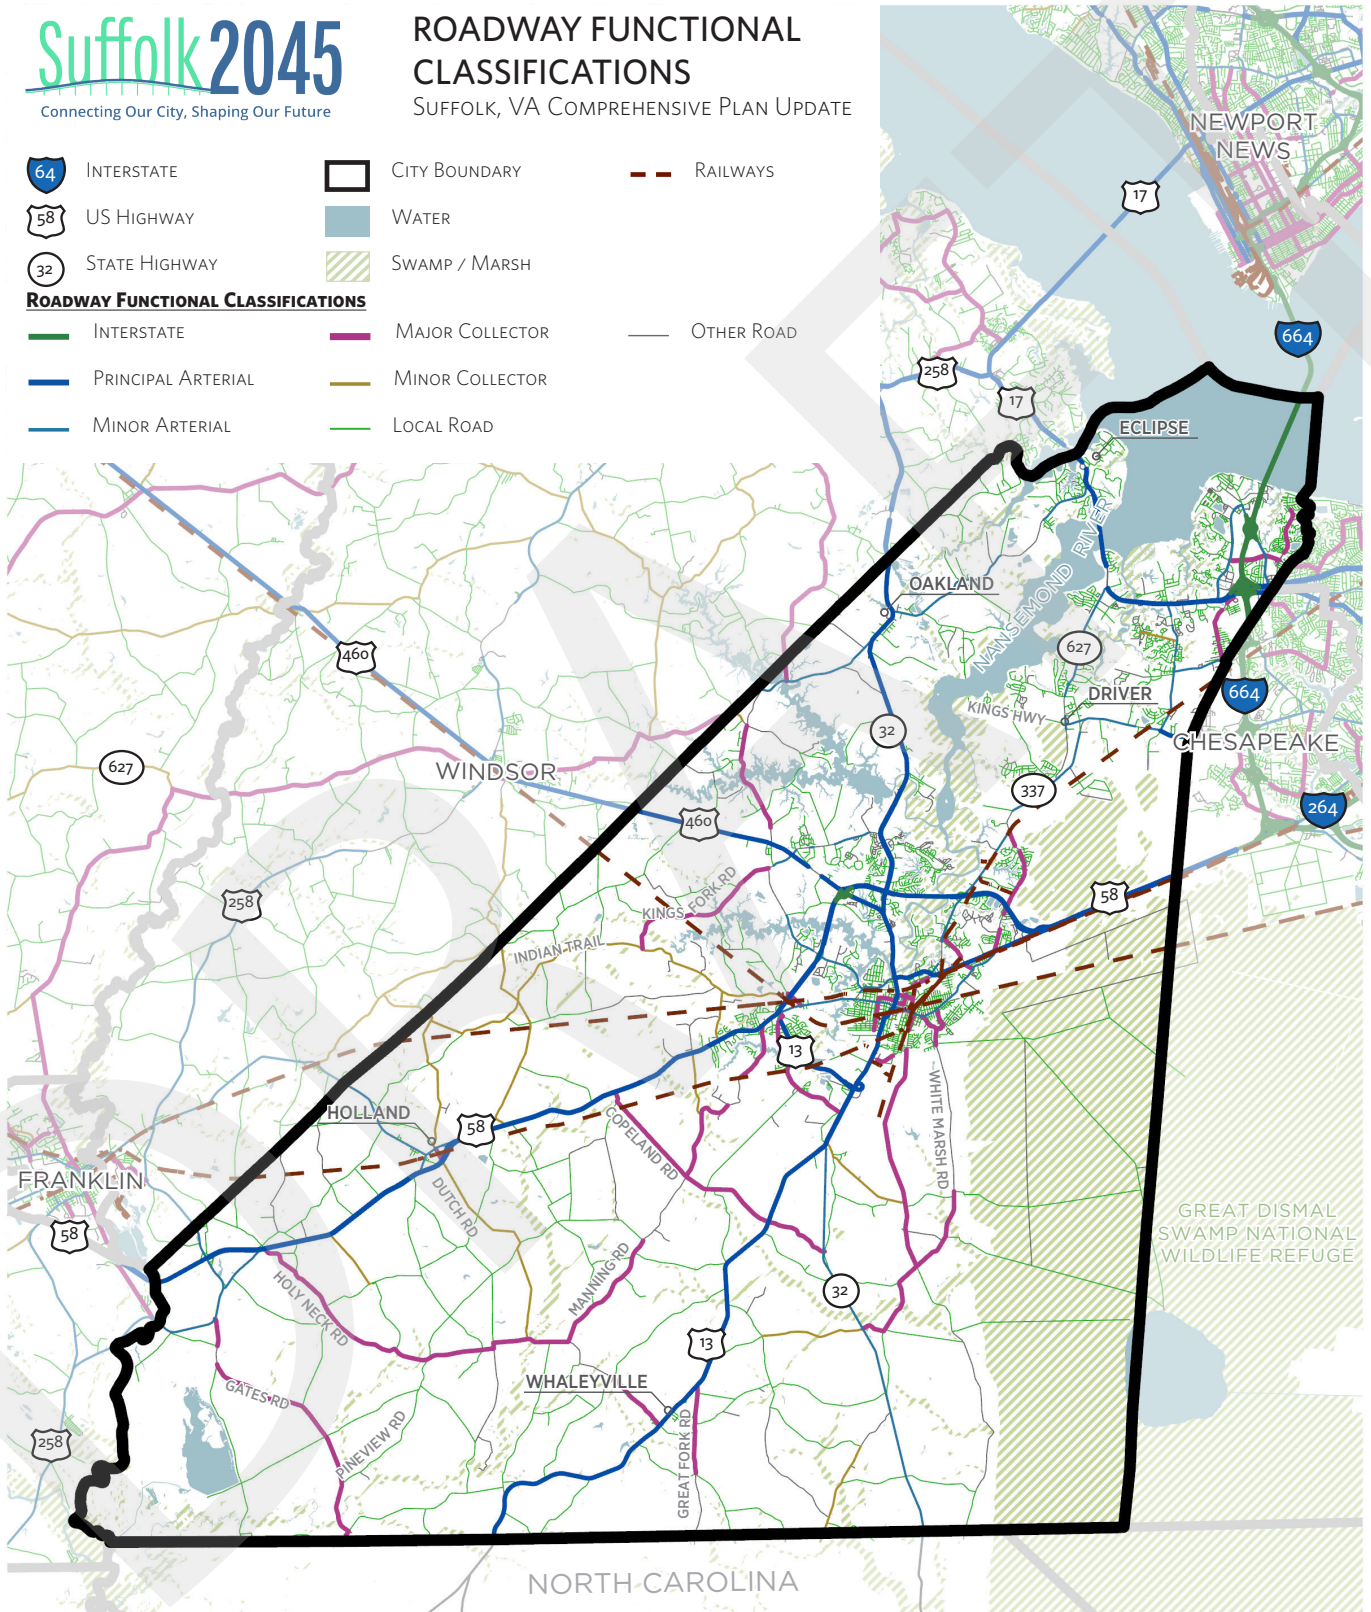 Suffolk 2045
Connecting Our City, Shaping Our Future
ROADWAY FUNCTIONAL
CLASSIFICATIONS
SUFFOLK, VA COMPREHENSIVE PLAN UPDATE
64 INTERSTATE
58 US HIGHWAY
32 STATE HIGHWAY
CITY BOUNDARY
WATER
SWAMP / MARSH
RAILWAYS
ROADWAY FUNCTIONAL CLASSIFICATIONS
INTERSTATE
PRINCIPAL ARTERIAL
MINOR ARTERIAL
MAJOR COLLECTOR
MINOR COLLECTOR
LOCAL ROAD
OTHER ROAD
NEWPORT
NEWS
17
664
258
17
ECLIPSE
NANSEMOND RIVER
OAKLAND
627
DRIVER
664
KINGS HWY
32
CHESAPEAKE
460
627
WINDSOR
337
264
460
258
KINGS FORK RD
58
INDIAN TRAIL
13
HOLLAND
58
COPELAND RD
WHITE MARSH RD
FRANKLIN
58
DUTCH RD
GREAT DISMAL
SWAMP NATIONAL
WILDLIFE REFUGE
HOLY NECK RD
MANNING RD
32
13
GATES RD
WHALEYVILLE
PINEVIEW RD
GREAT FORK RD
258
NORTH CAROLINA
DRAFT